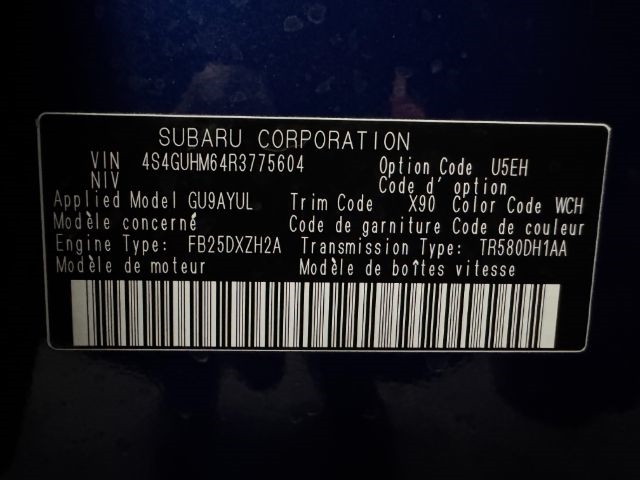 SUBARU CORPORATION
VIN 4S4GUHM64R3775604 Option Code U5EH
NIV Code d' option
Applied Model GU9AYUL Trim Code X90 Color Code WCH
Modèle concerné Code de garniture Code de couleur
Engine Type: FB25DXZH2A Transmission Type: TR580DH1AA
Modèle de moteur Modèle de boîtes vitesse